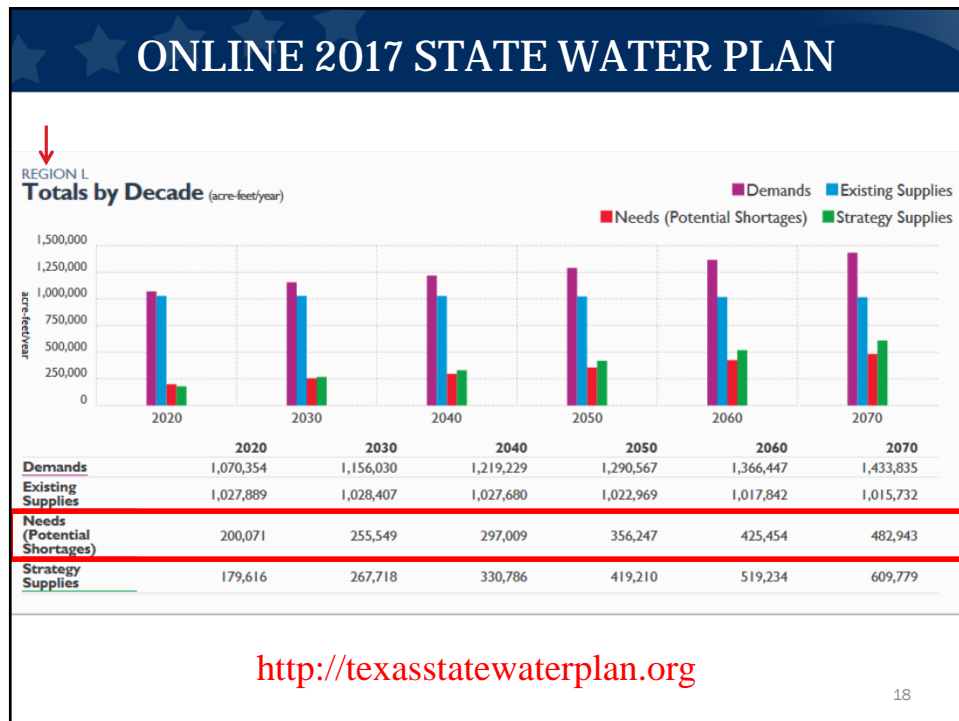 ONLINE 2017 STATE WATER PLAN
REGION L
Totals by Decade (acre-feet/year)
Demands Existing Supplies
Needs (Potential Shortages) Strategy Supplies
1,500,000
1,250,000
1,000,000
750,000
500,000
250,000
0
acre-feet/year
2020 2030 2040 2050 2060 2070
2020 2030 2040 2050 2060 2070
Demands 1,070,354 1,156,030 1,219,229 1,290,567 1,366,447 1,433,835
Existing
Supplies 1,027,889 1,028,407 1,027,680 1,022,969 1,017,842 1,015,732
Needs
(Potential 200,071 255,549 297,009 356,247 425,454 482,943
Shortages)
Strategy
Supplies 179,616 267,718 330,786 419,210 519,234 609,779
http://texasstatewaterplan.org
18